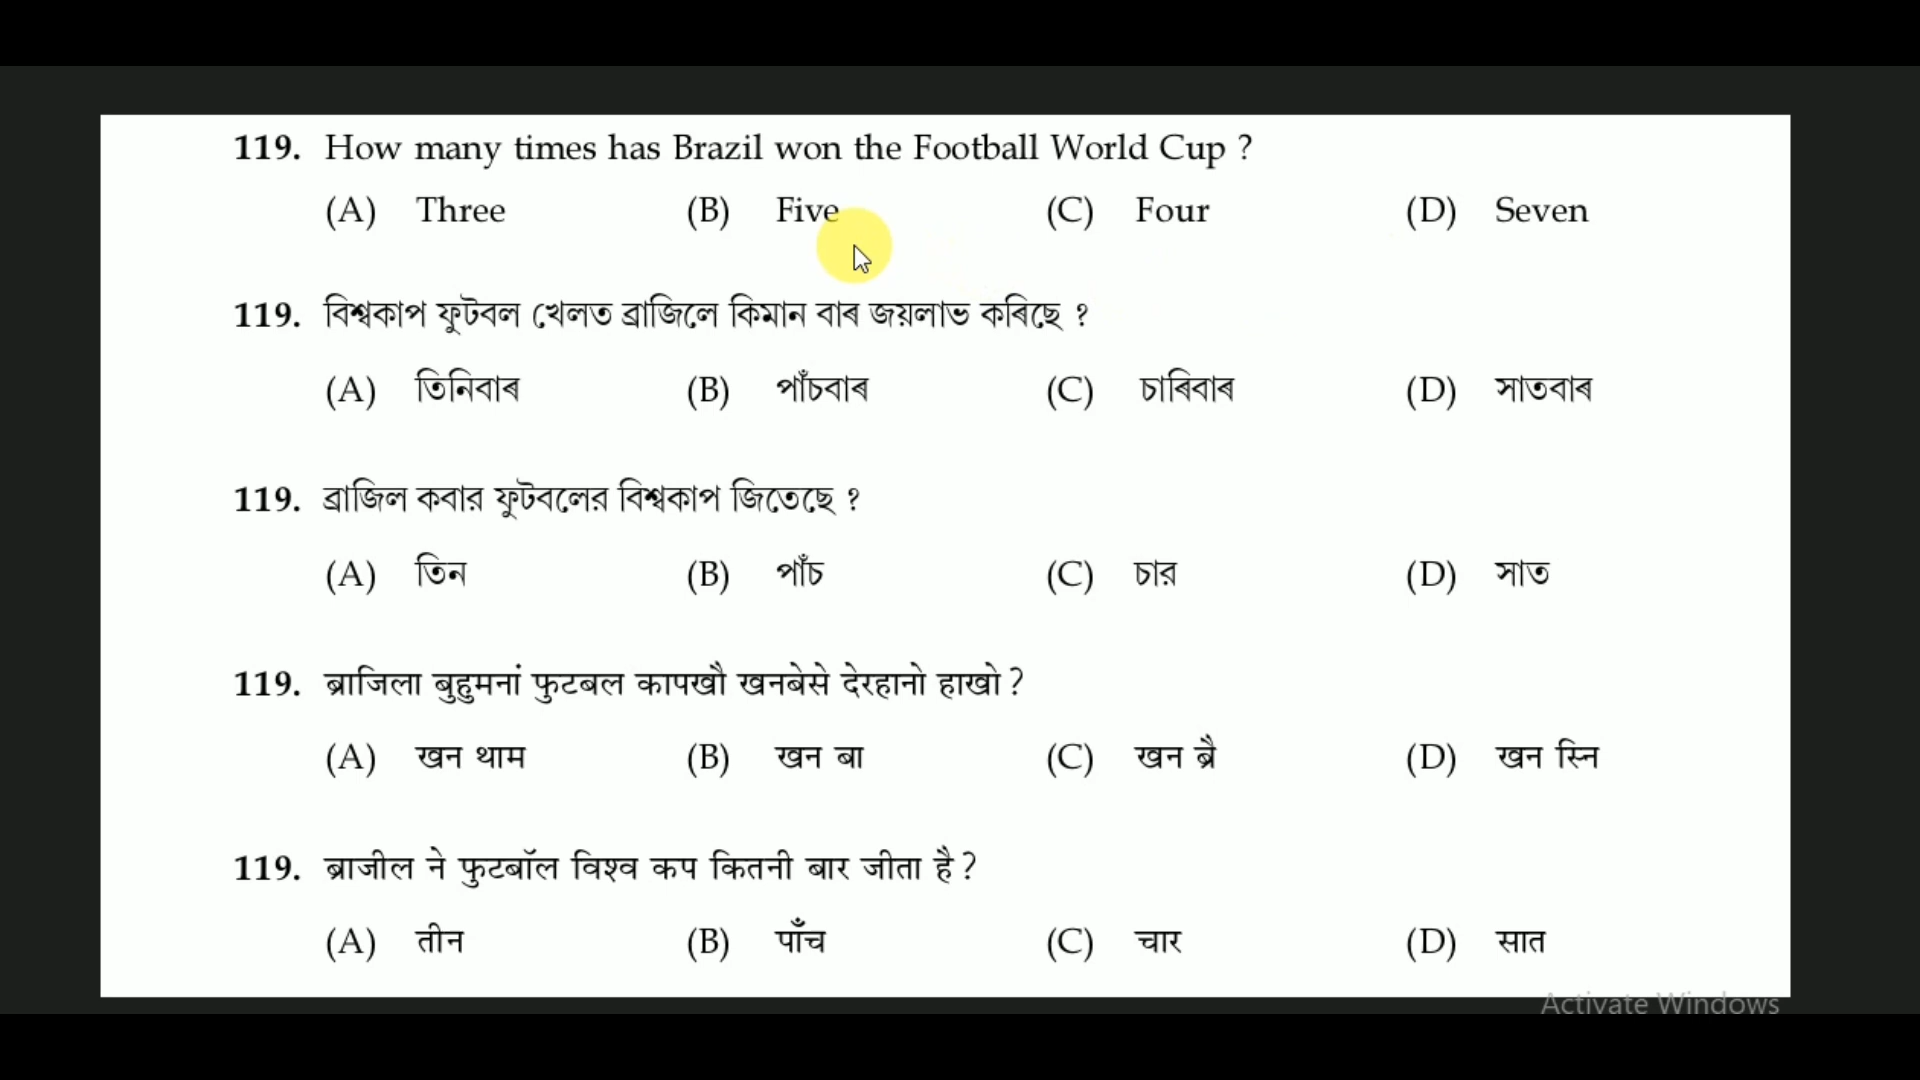 119. How many times has Brazil won the Football World Cup ?
(A) Three (B) Five (C) Four (D) Seven
119. বিশ্বকাপ ফুটবল খেলত ব্ৰাজিলে কিমান বাৰ জয়লাভ কৰিছে ?
(A) তিনিবাৰ (B) পাঁচবাৰ (C) চাৰিবাৰ (D) সাতবাৰ
119. ব্রাজিল কবার ফুটবলের বিশ্বকাপ জিতেছে ?
(A) তিন (B) পাঁচ (C) চার (D) সাত
119. ब्राजिला बुहुमनां फुटबल कापखौ खनबेसे देरहानो हाखो ?
(A) खन थाम (B) खन बा (C) खन ब्रै (D) खन स्नि
119. ब्राजील ने फुटबॉल विश्व कप कितनी बार जीता है ?
(A) तीन (B) पाँच (C) चार (D) सात
Activate Windows